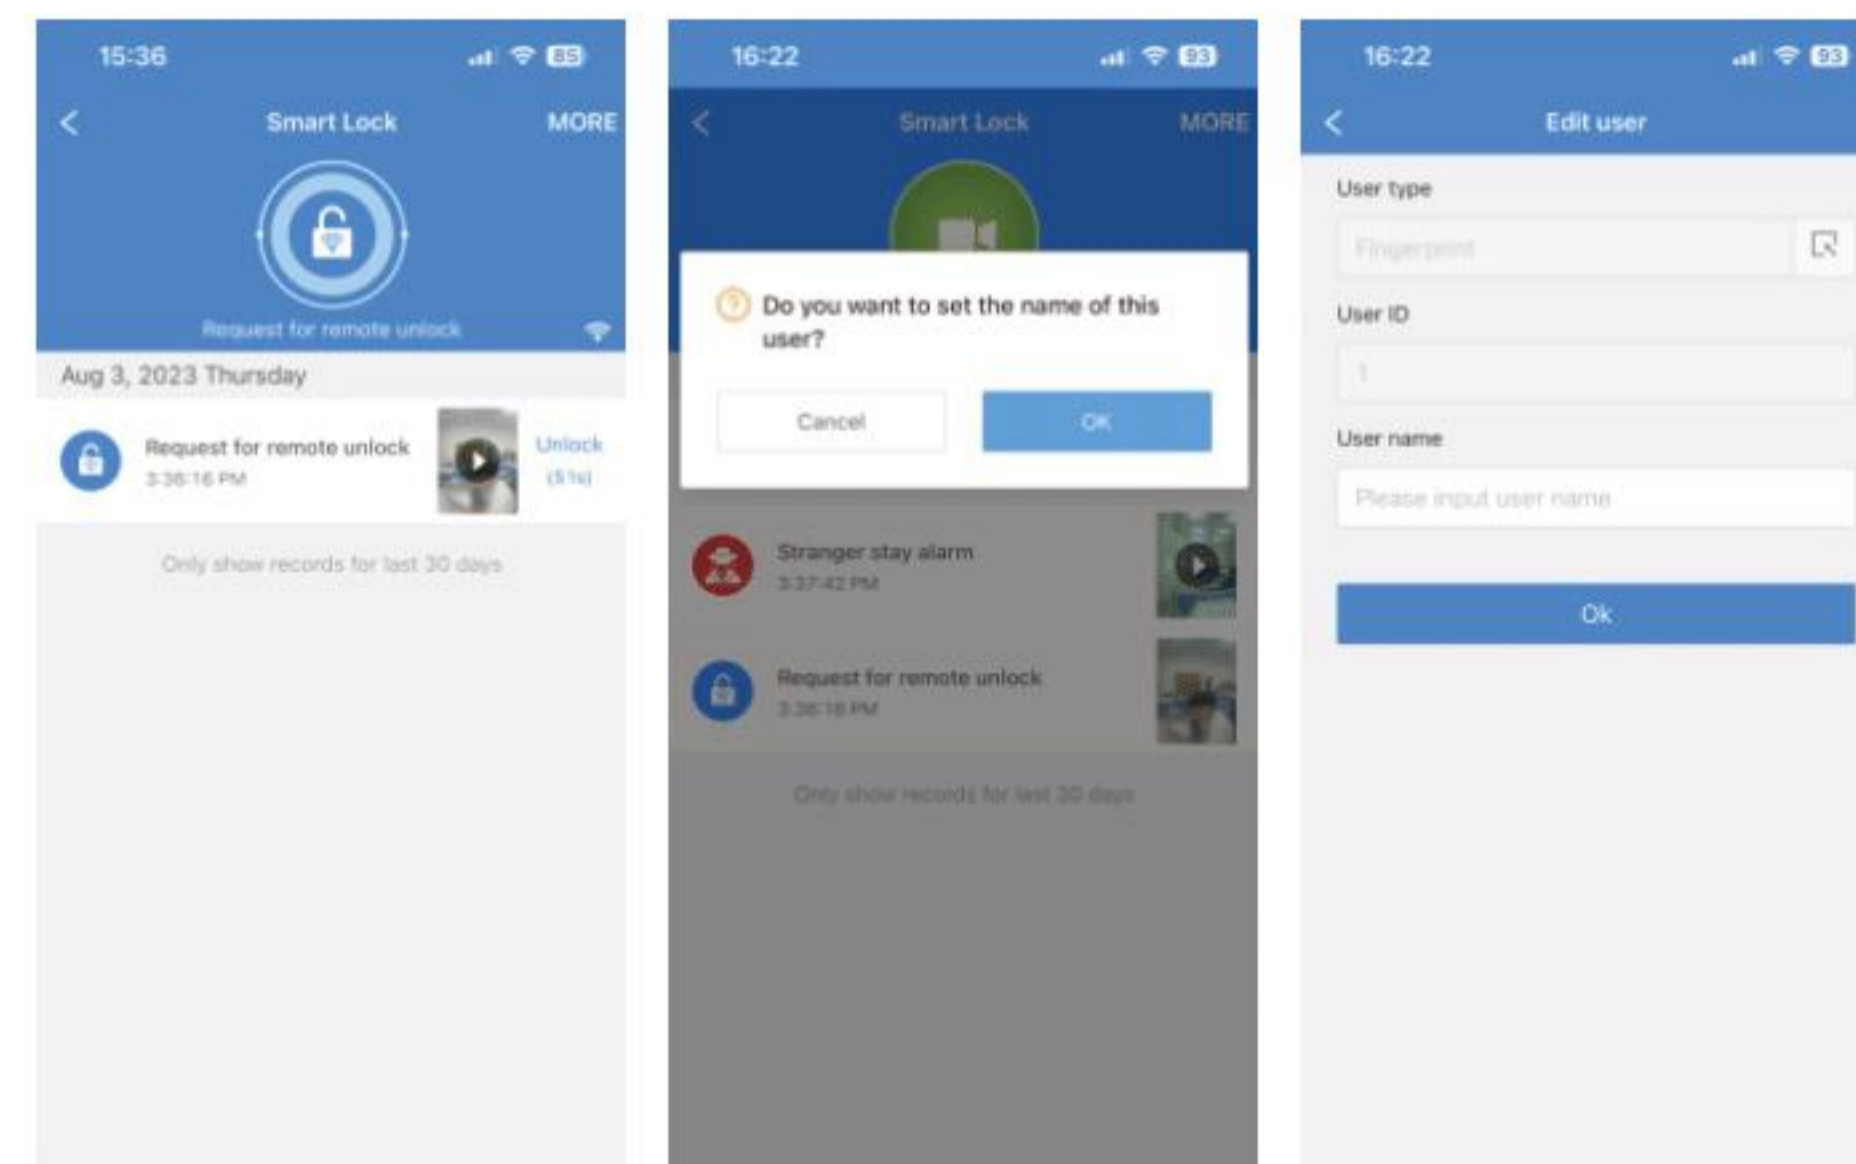 15:36
85
Smart Lock
MORE
Request for remote unlock
Aug 3, 2023 Thursday
Request for remote unlock
3:36:16 PM
Unlock
(51s)
Only show records for last 30 days
16:22
93
Smart Lock
MORE
Do you want to set the name of this
user?
Cancel
OK
Stranger stay alarm
3:37:42 PM
Request for remote unlock
3:36:16 PM
Only show records for last 30 days
16:22
93
Edit user
User type
Fingerprint
User ID
1
User name
Please input user name
Ok